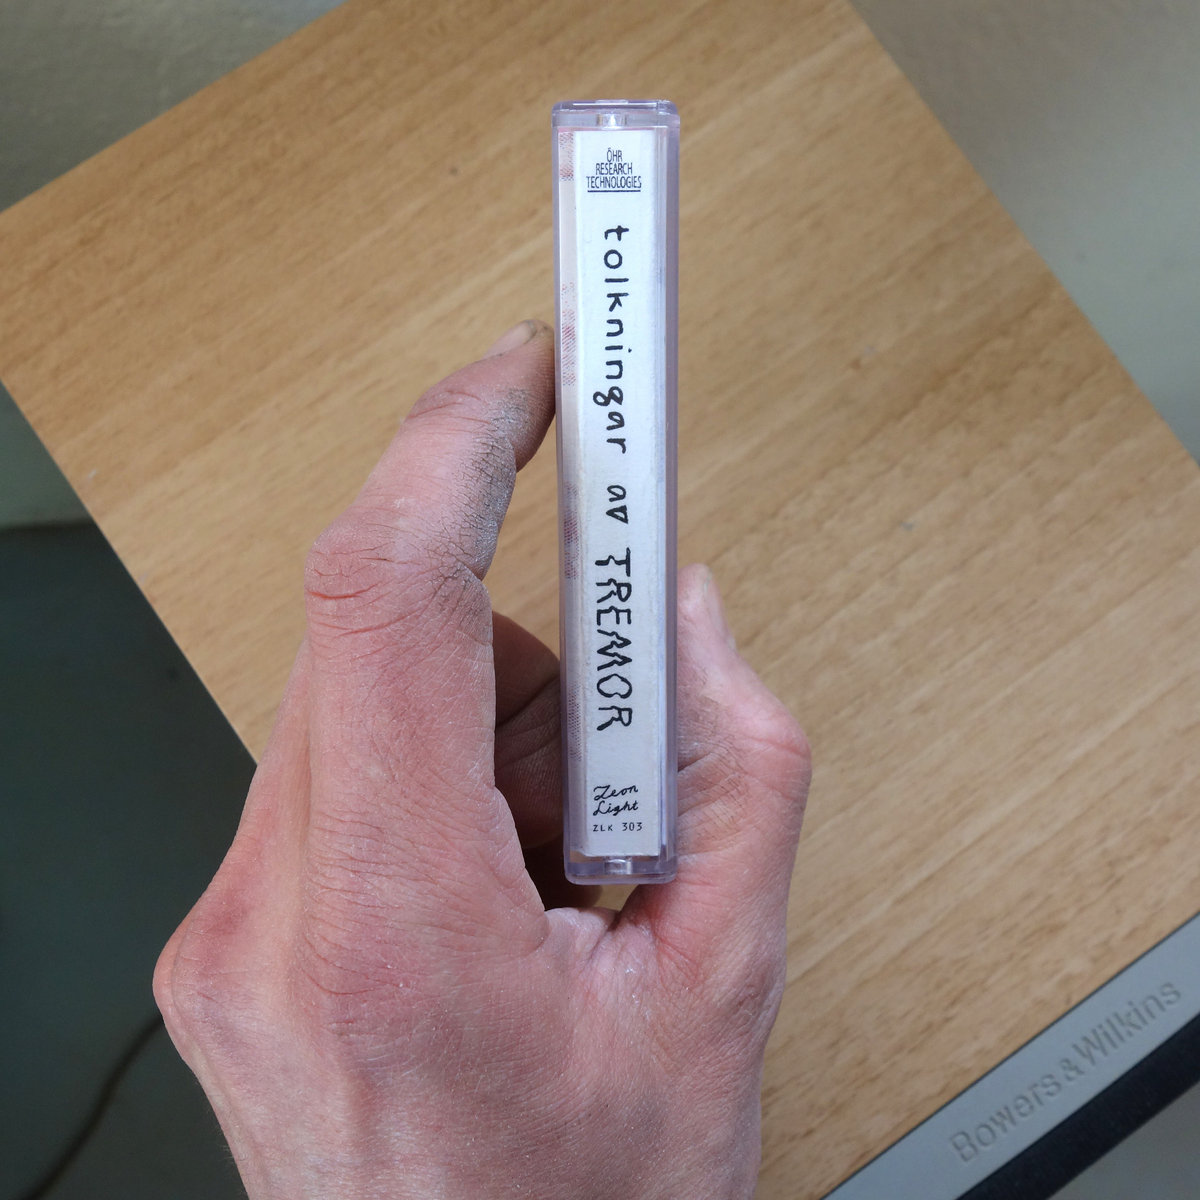 ÖHR
RESEARCH
TECHNOLOGIES
tolkningar av TREMOR
Zeon
Light
ZLK 303
Bowers & Wilkins